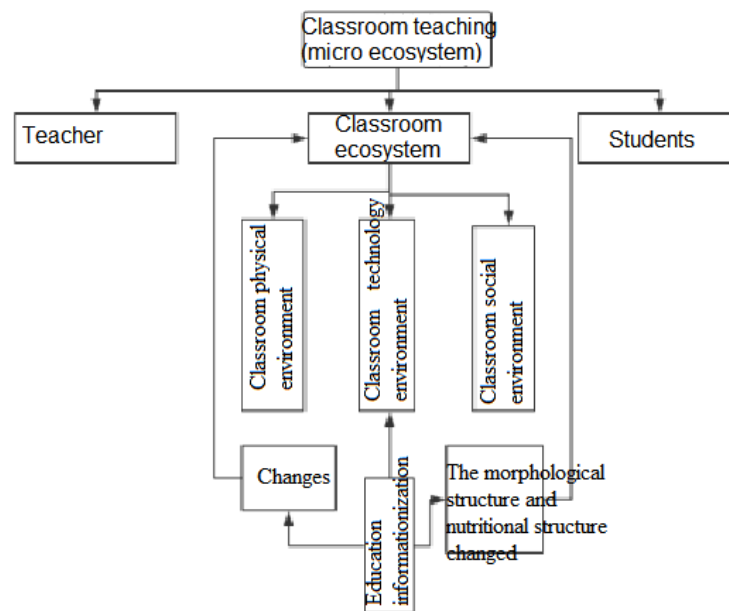 Classroom teaching
(micro ecosystem)
Teacher
Classroom
ecosystem
Students
Classroom physical
environment
Classroom technology
environment
Classroom social
environment
Changes
Education
informationization
The morphological
structure and
nutritional structure
changed